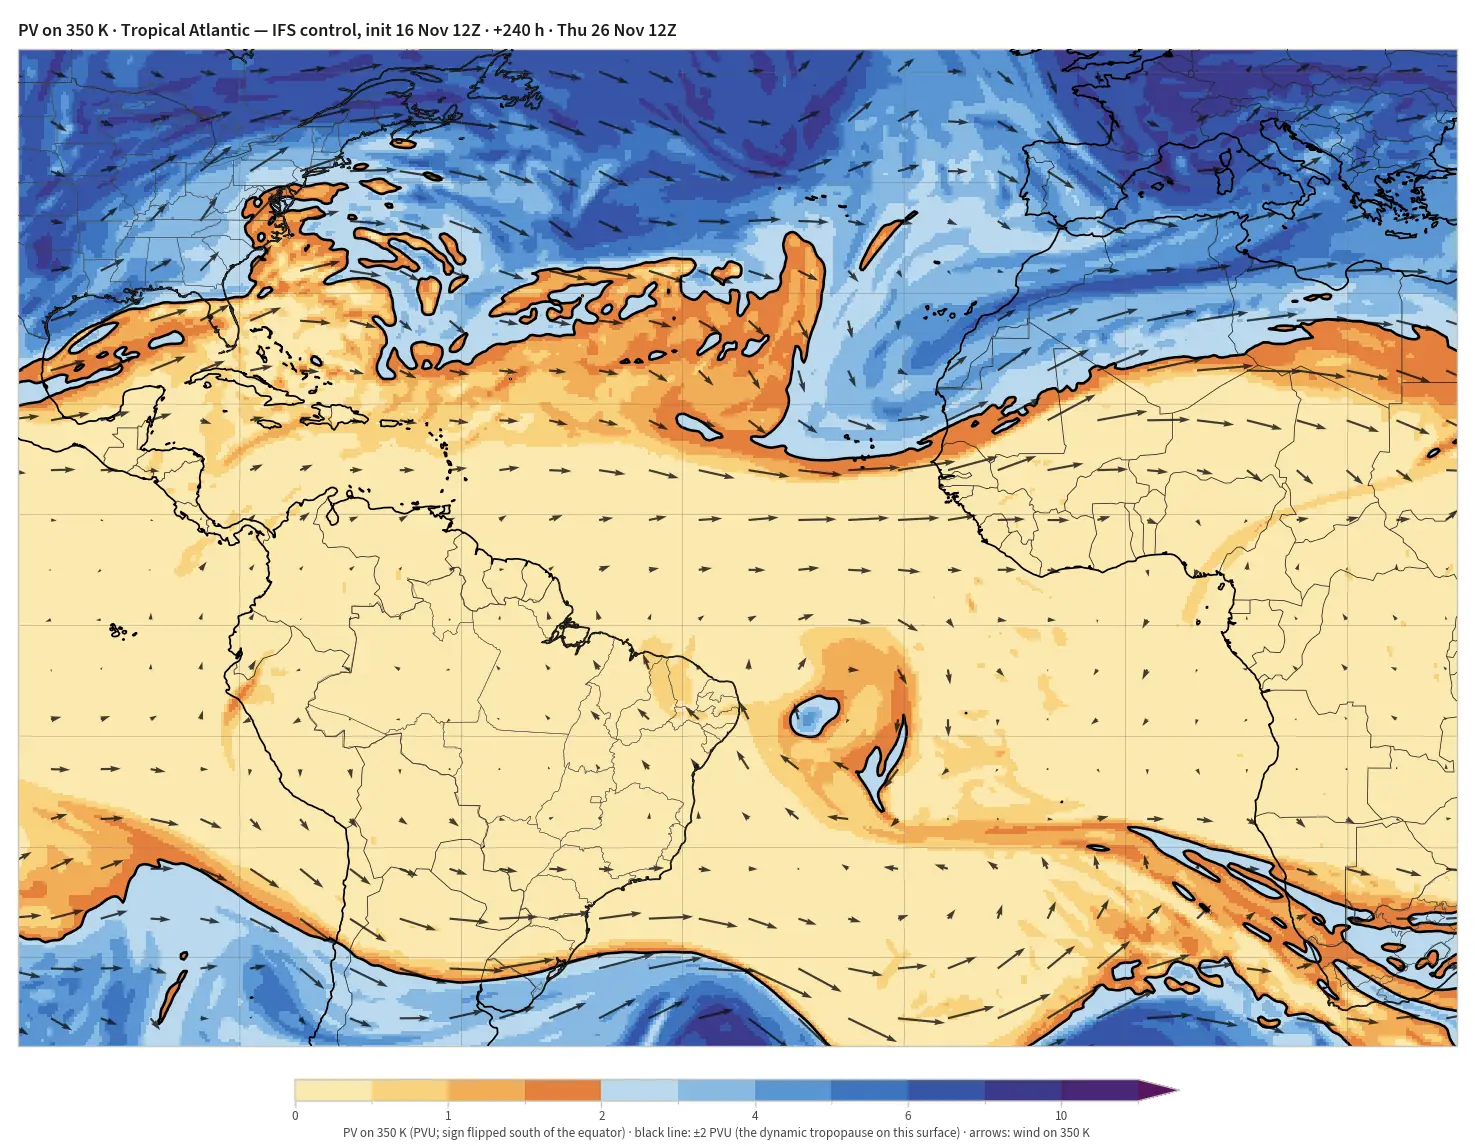 PV on 350 K · Tropical Atlantic — IFS control, init 16 Nov 12Z · +240 h · Thu 26 Nov 12Z
0 1 2 4 6 10
PV on 350 K (PVU; sign flipped south of the equator) · black line: ±2 PVU (the dynamic tropopause on this surface) · arrows: wind on 350 K